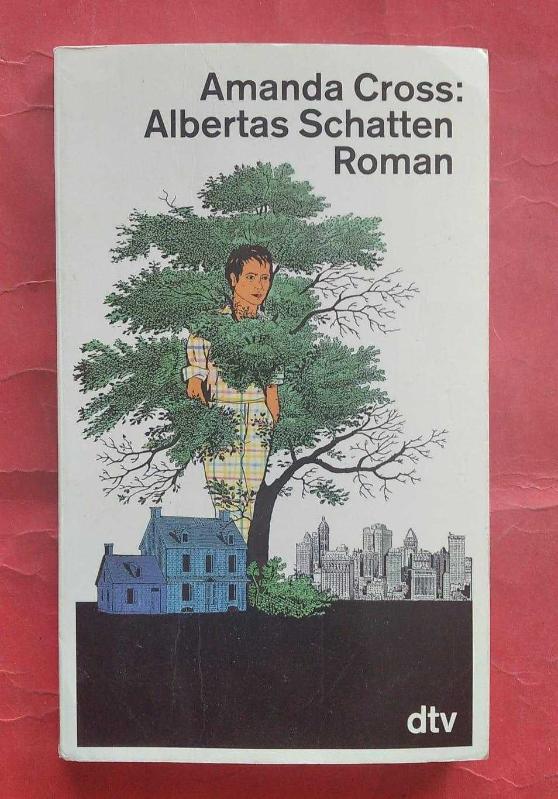 Amanda Cross:
Albertas Schatten
Roman
dtv